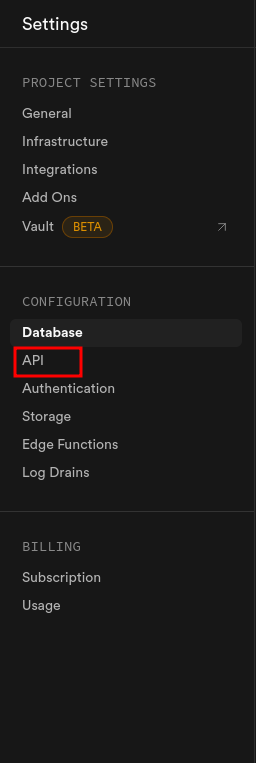 Settings
PROJECT SETTINGS
General
Infrastructure
Integrations
Add Ons
Vault BETA
CONFIGURATION
Database
API
Authentication
Storage
Edge Functions
Log Drains
BILLING
Subscription
Usage